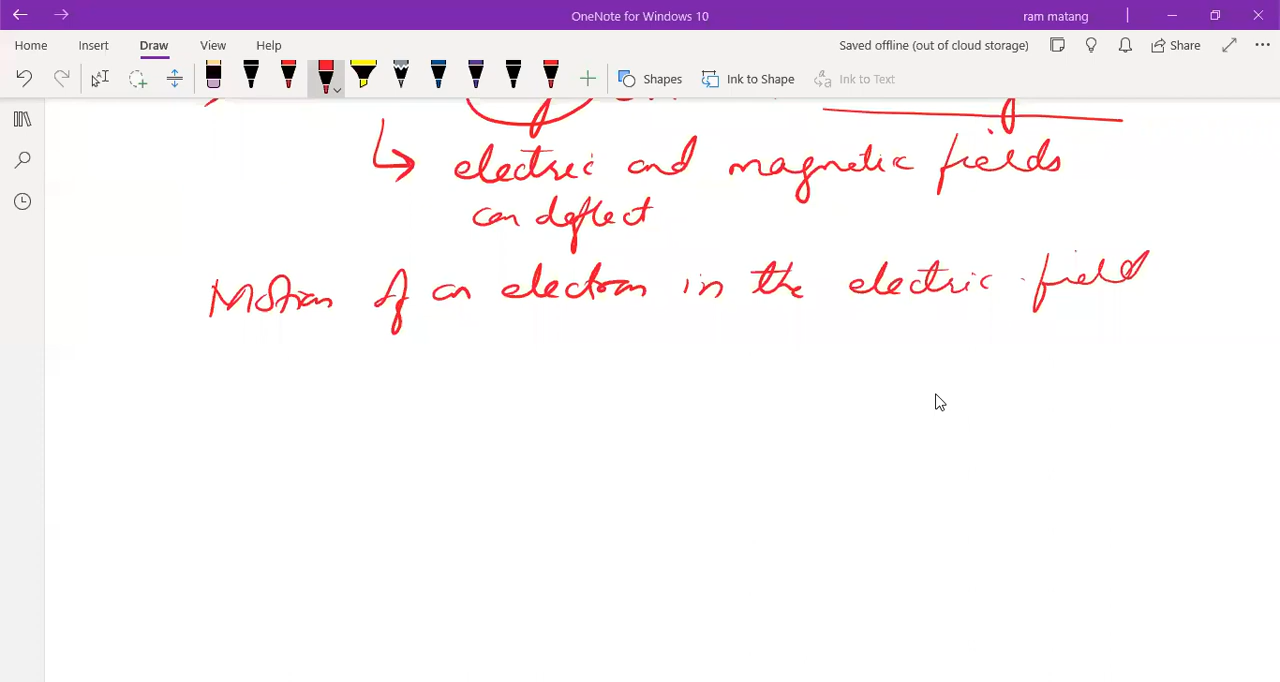 OneNote for Windows 10
ram matang
Home Insert Draw View Help
Saved offline (out of cloud storage)
Share
Shapes
Ink to Shape
Ink to Text
electric and magnetic fields
can deflect
Motion of an electron in the electric field